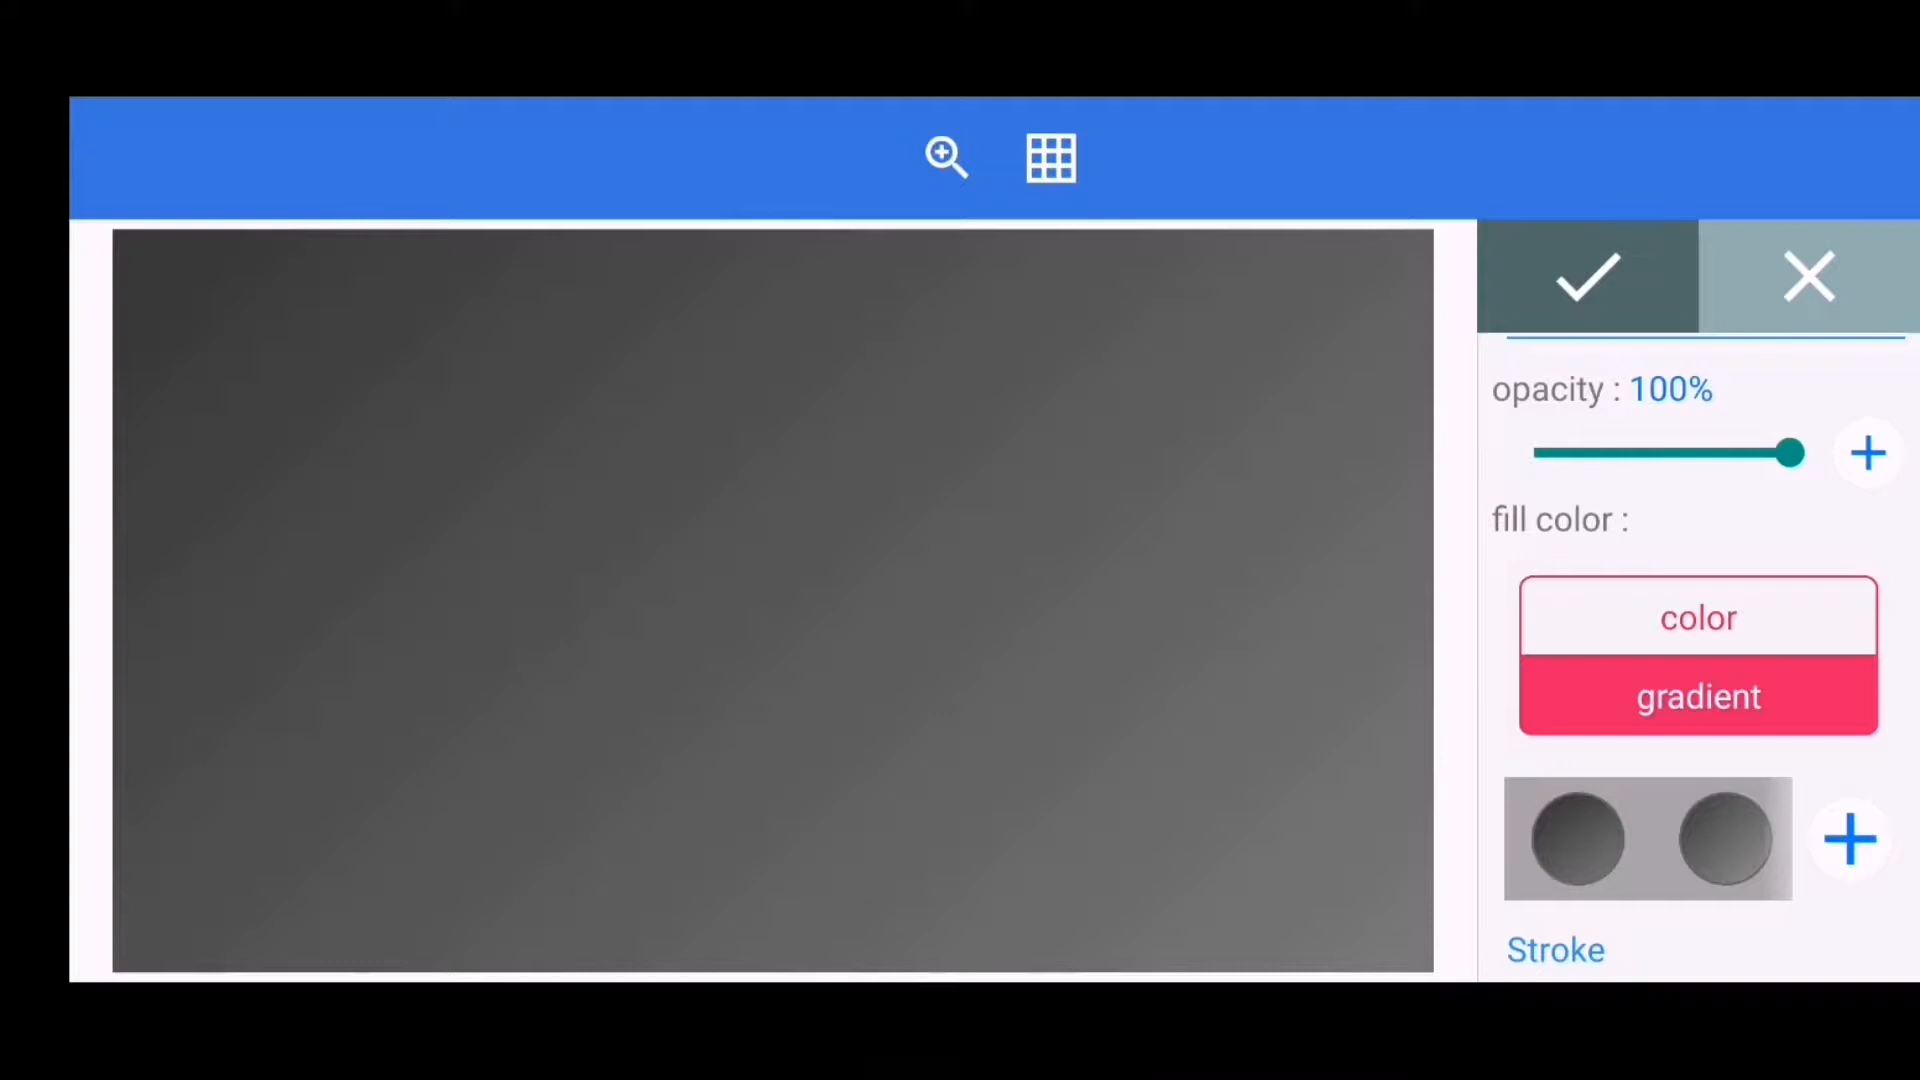 opacity : 100%
fill color :
color
gradient
Stroke